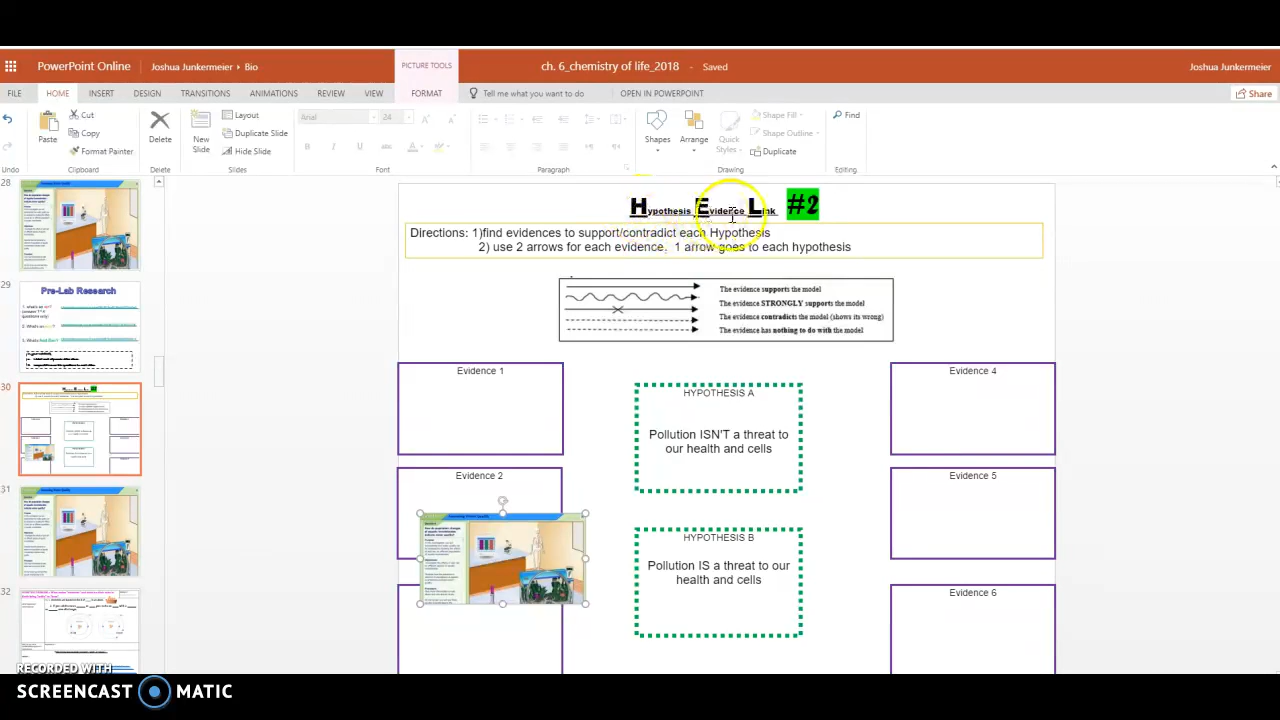 PowerPoint Online
Joshua Junkermeier ▸ Bio
PICTURE TOOLS
ch. 6_chemistry of life_2018 - Saved
Joshua Junkermeier
FILE HOME INSERT DESIGN TRANSITIONS ANIMATIONS REVIEW VIEW FORMAT Tell me what you want to do OPEN IN POWERPOINT Share
Paste
Cut
Copy
Format Painter
Delete
New Slide
Layout
Duplicate Slide
Hide Slide
Arial 24
B I U abc A
Shapes
Arrange
Quick Styles
Shape Fill
Shape Outline
Duplicate
Find
Undo Clipboard Delete Slides Font Paragraph Drawing Editing
28
29
Pre-Lab Research
30
31
32
Hypothesis Evidence Link #2
Directions: 1)find evidences to support/contradict each Hypothesis
2) use 2 arrows for each evidence. 1 arrow goes to each hypothesis
The evidence supports the model
The evidence STRONGLY supports the model
The evidence contradicts the model (shows its wrong)
The evidence has nothing to do with the model
Evidence 1
Evidence 2
HYPOTHESIS A
Pollution ISN'T a threat to
our health and cells
HYPOTHESIS B
Pollution IS a threat to our
health and cells
Evidence 4
Evidence 5
Evidence 6
RECORDED WITH
SCREENCAST MATIC